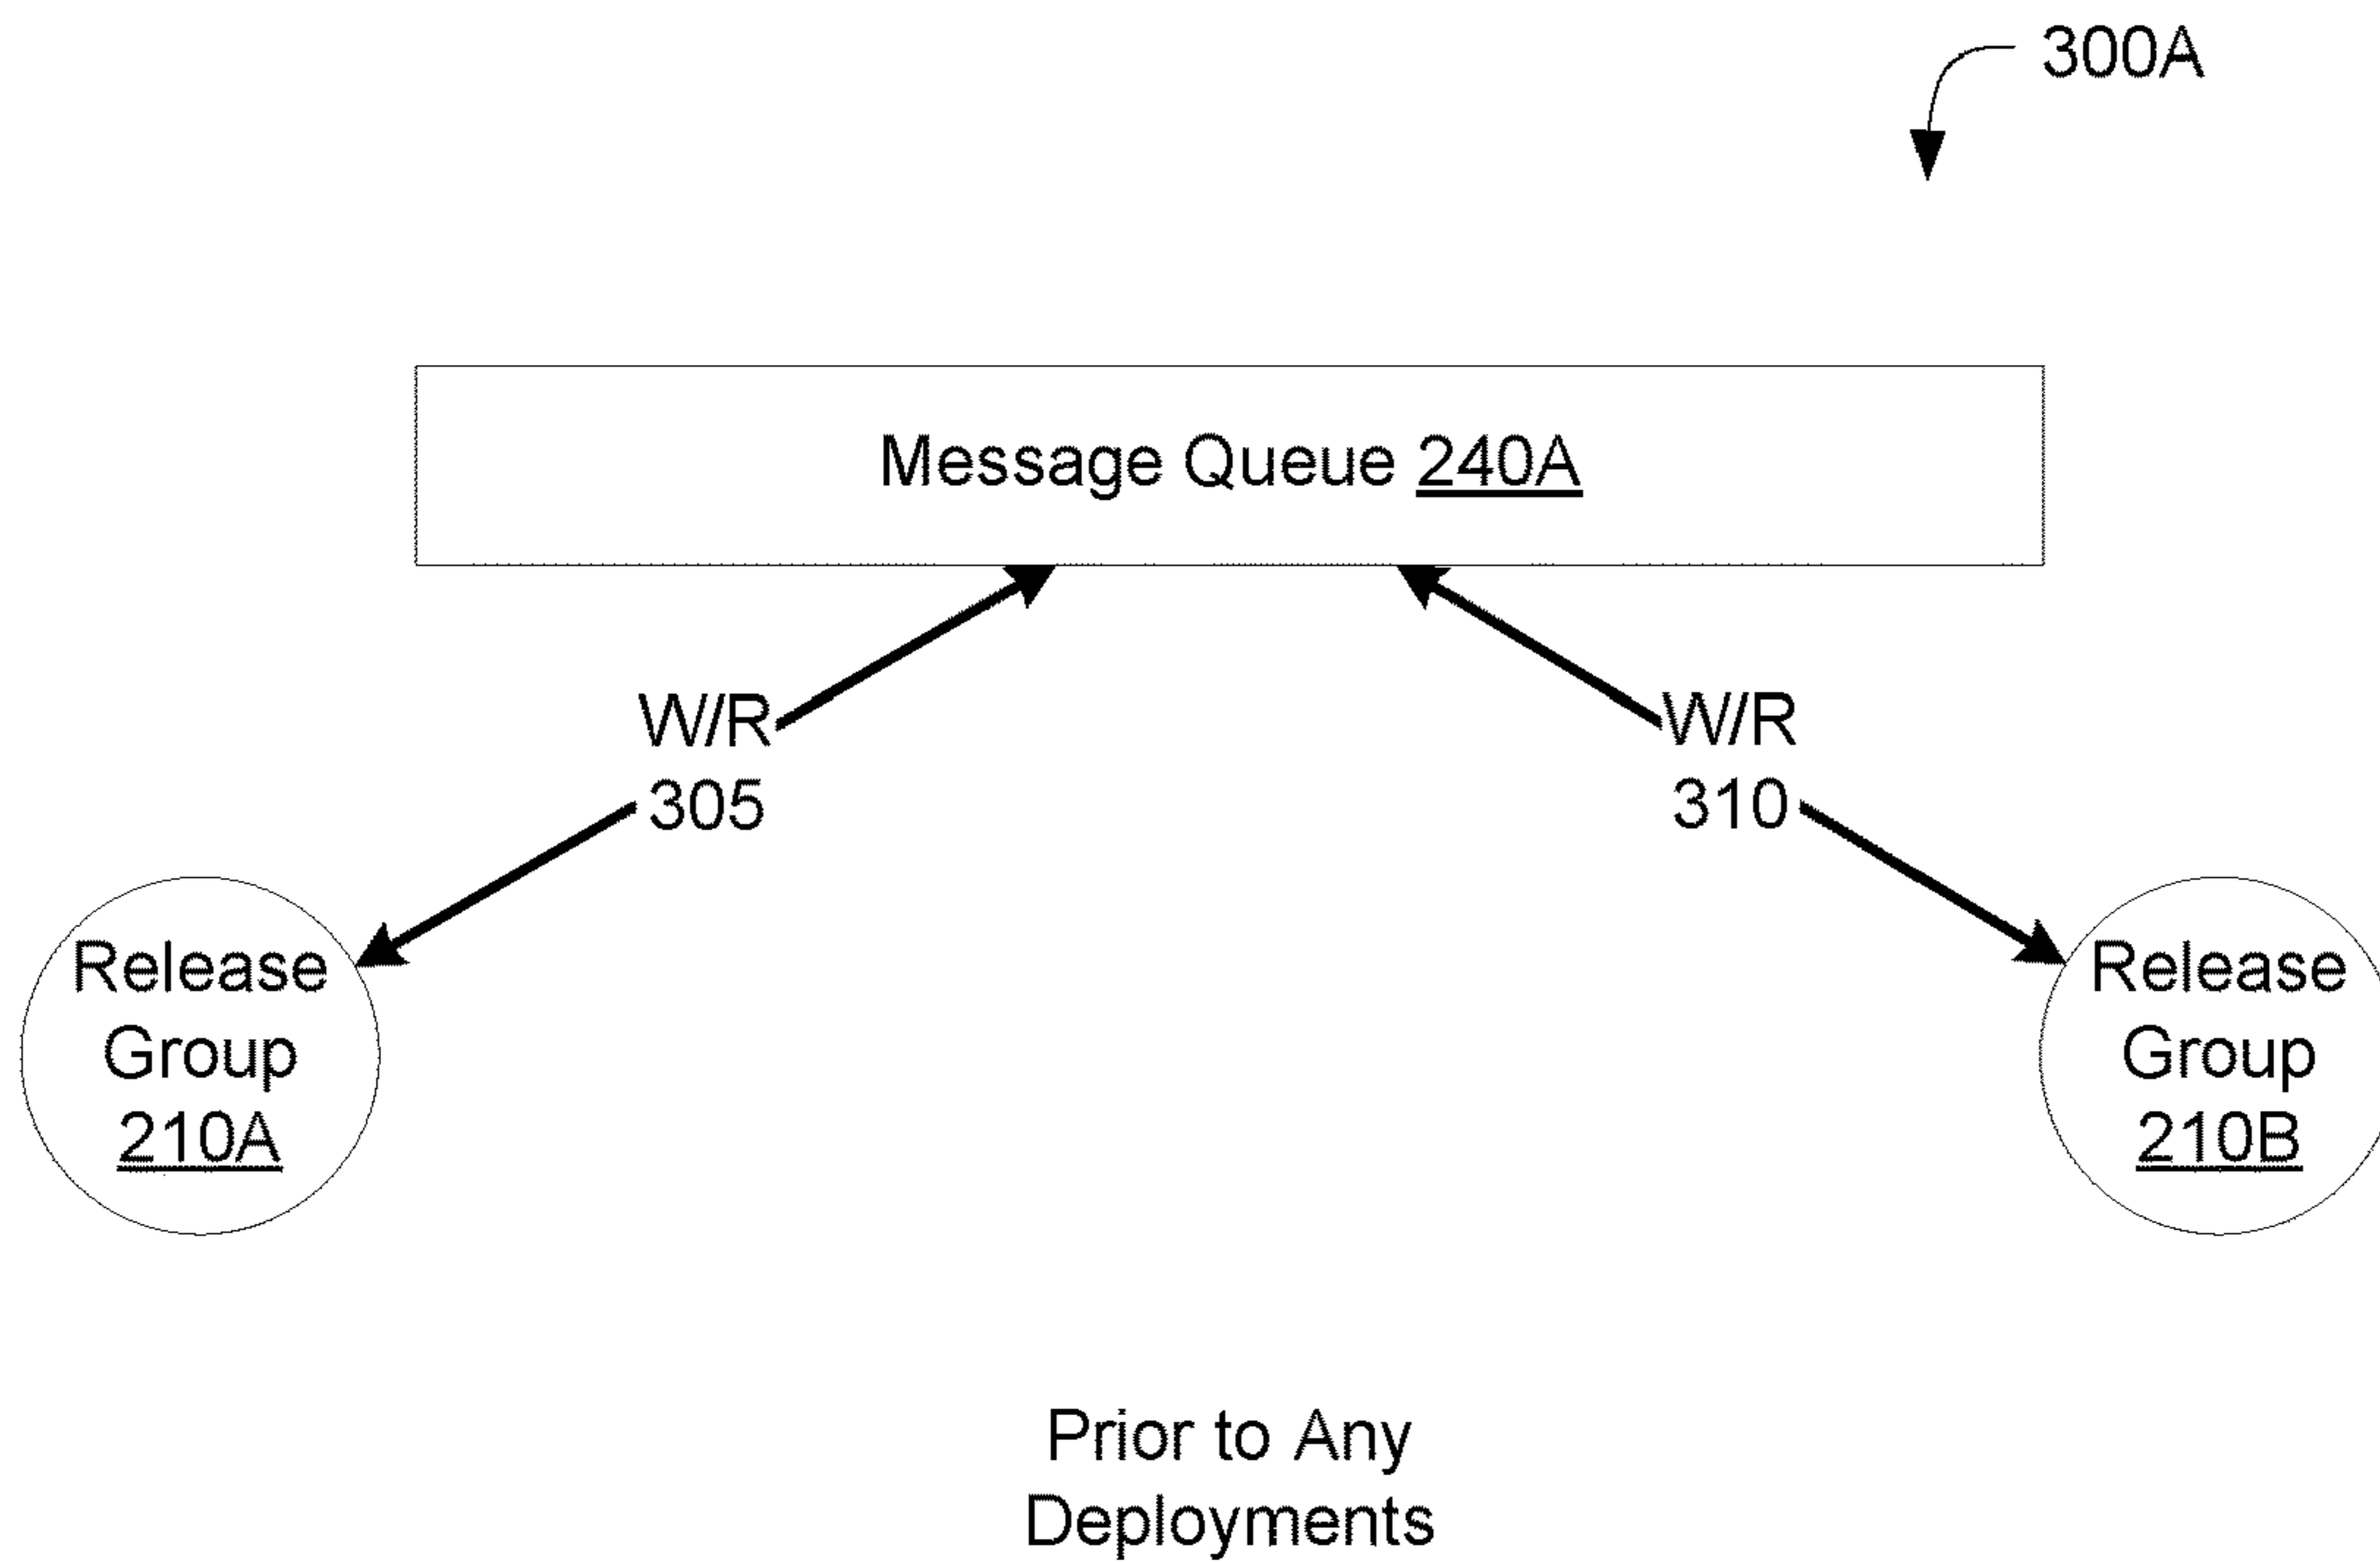 300A
Message Queue 240A
W/R
305
W/R
310
Release
Group
210A
Release
Group
210B
Prior to Any
Deployments